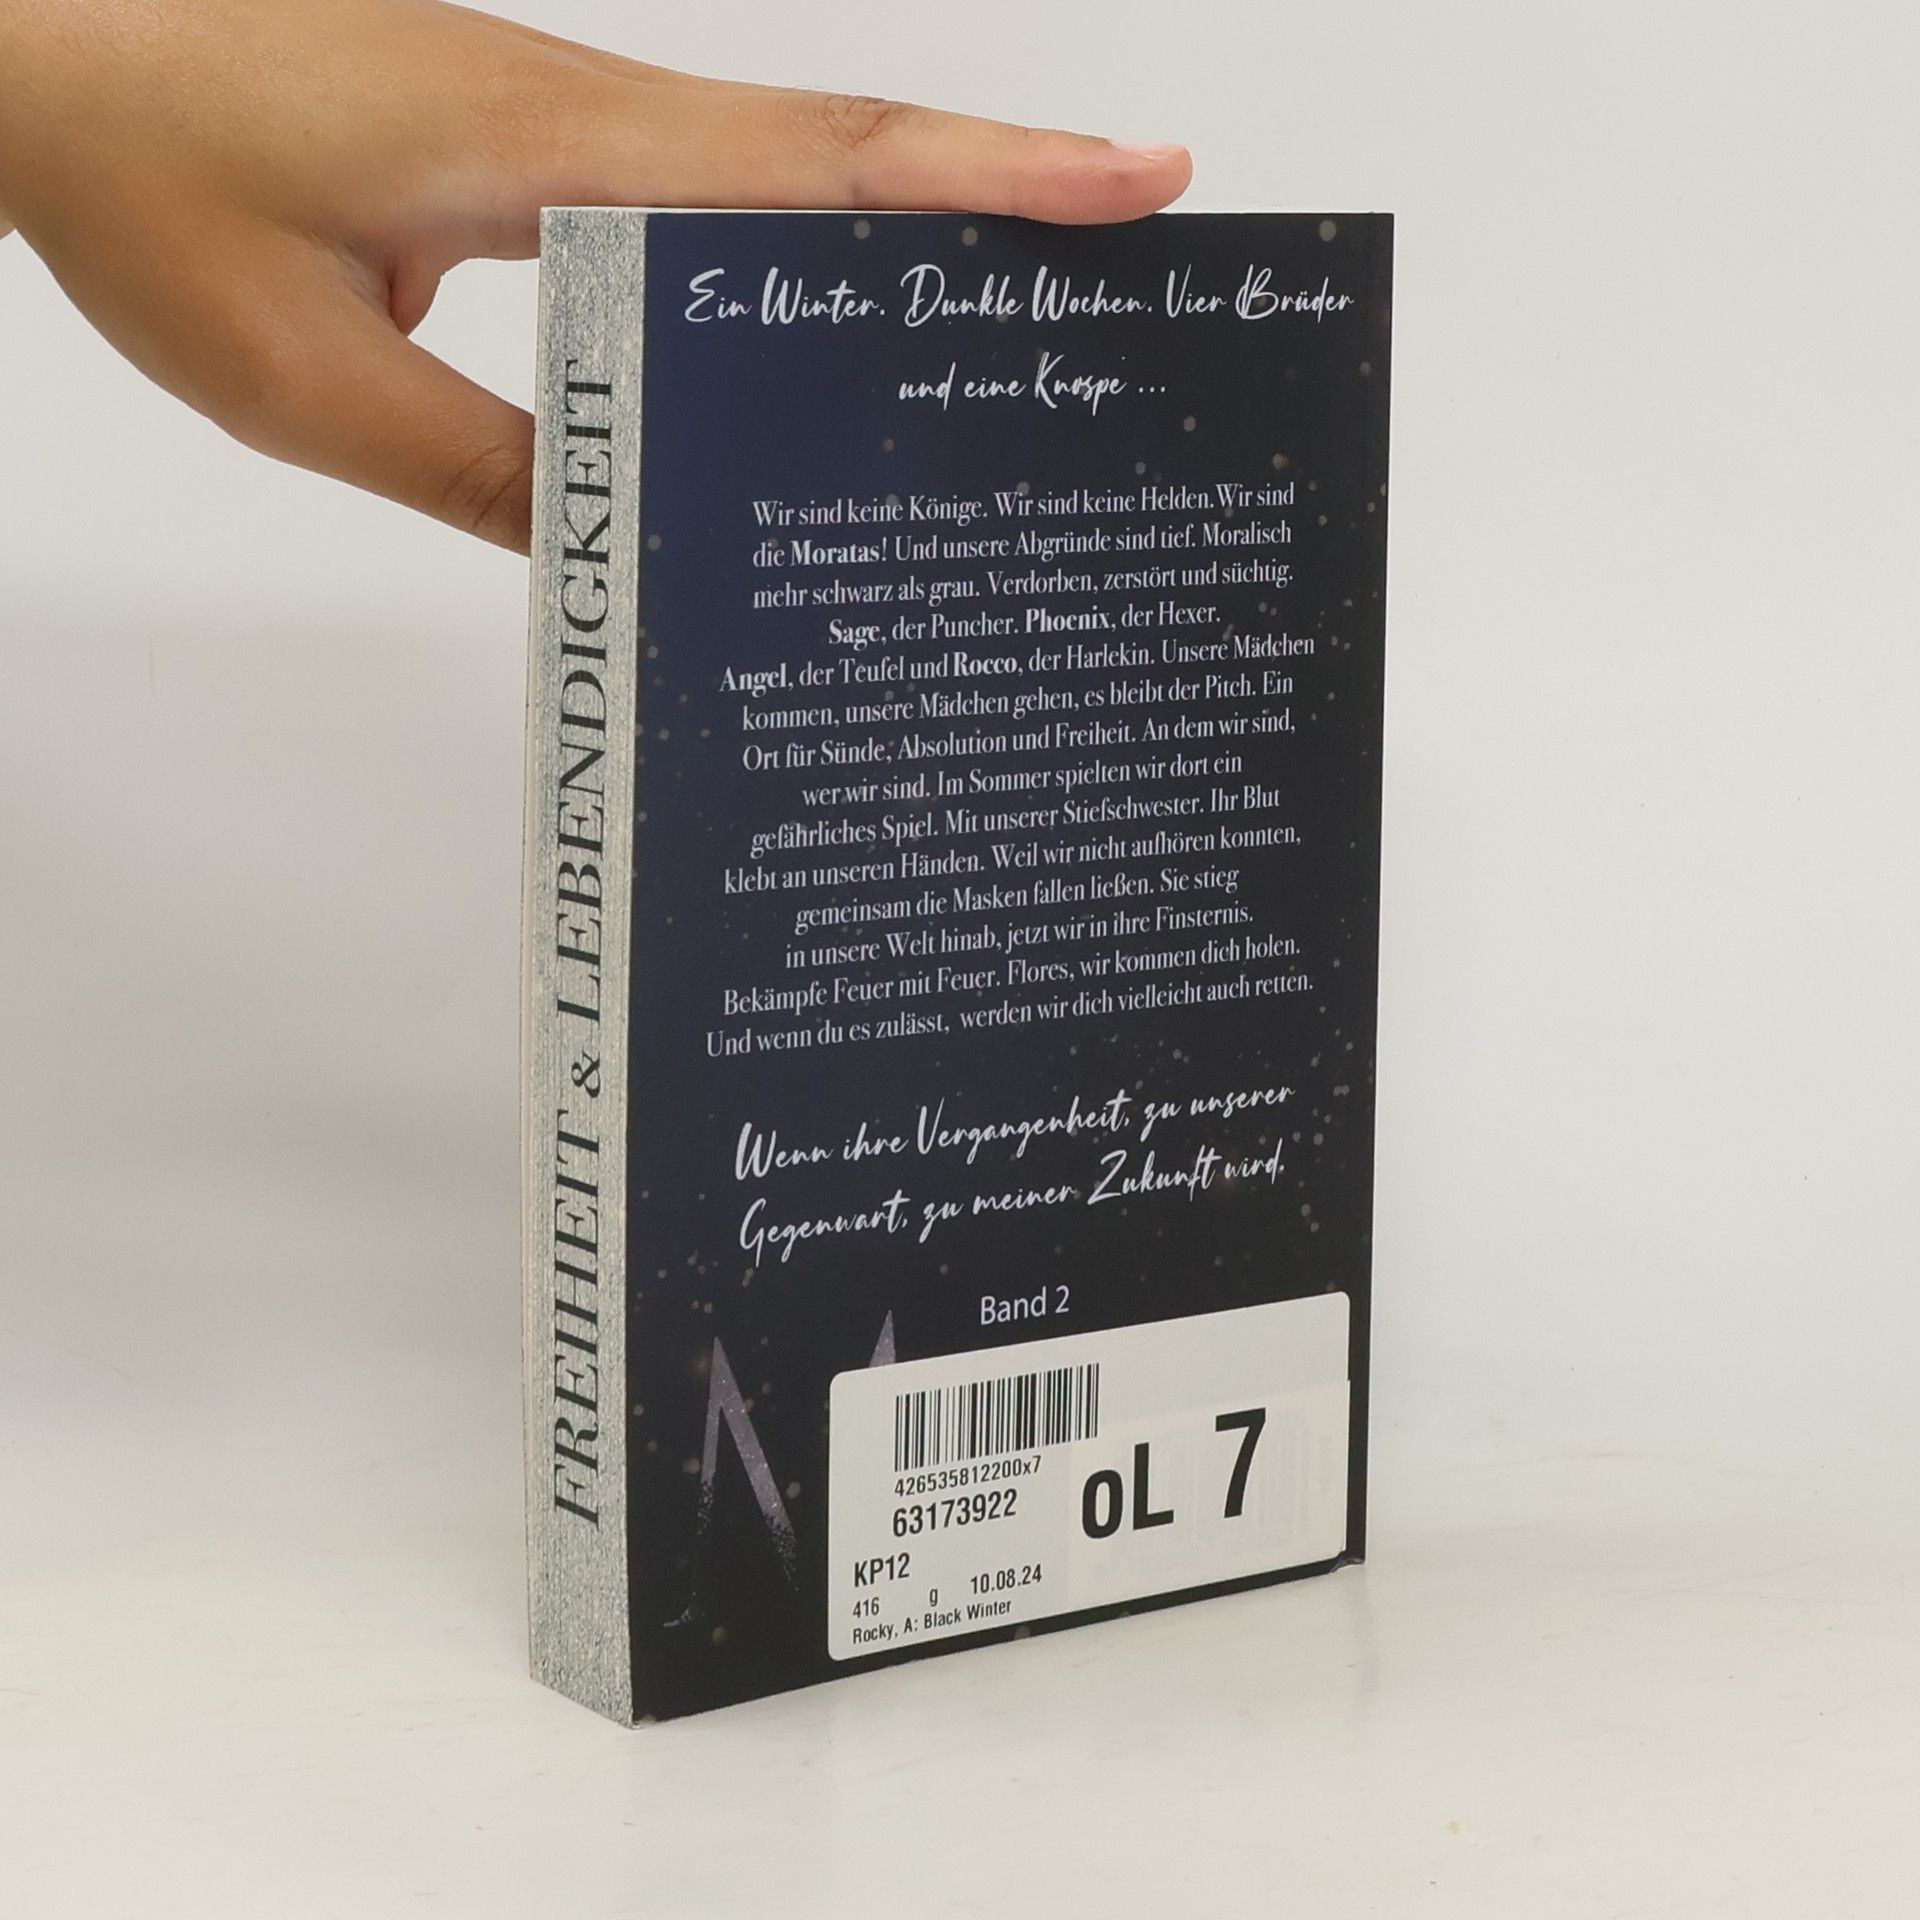 FREIHEIT & LEBENDIGKEIT
Ein Winter. Dunkle Wochen. Vier Brüder
und eine Knospe ...
Wir sind keine Könige. Wir sind keine Helden. Wir sind
die Moratas! Und unsere Abgründe sind tief. Moralisch
mehr schwarz als grau. Verdorben, zerstört und süchtig.
Sage, der Puncher. Phoenix, der Hexer.
Angel, der Teufel und Rocco, der Harlekin. Unsere Mädchen
kommen, unsere Mädchen gehen, es bleibt der Pitch. Ein
Ort für Sünde, Absolution und Freiheit. An dem wir sind,
wer wir sind. Im Sommer spielten wir dort ein
gefährliches Spiel. Mit unserer Stiefschwester. Ihr Blut
klebt an unseren Händen. Weil wir nicht aufhören konnten,
gemeinsam die Masken fallen ließen. Sie stieg
in unsere Welt hinab, jetzt wir in ihre Finsternis.
Bekämpfe Feuer mit Feuer. Flores, wir kommen dich holen.
Und wenn du es zulässt, werden wir dich vielleicht auch retten.
Wenn ihre Vergangenheit, zu unserer
Gegenwart, zu meiner Zukunft wird.
Band 2
426535812200x7
63173922
oL 7
KP12
416 g 10.08.24
Rocky, A: Black Winter